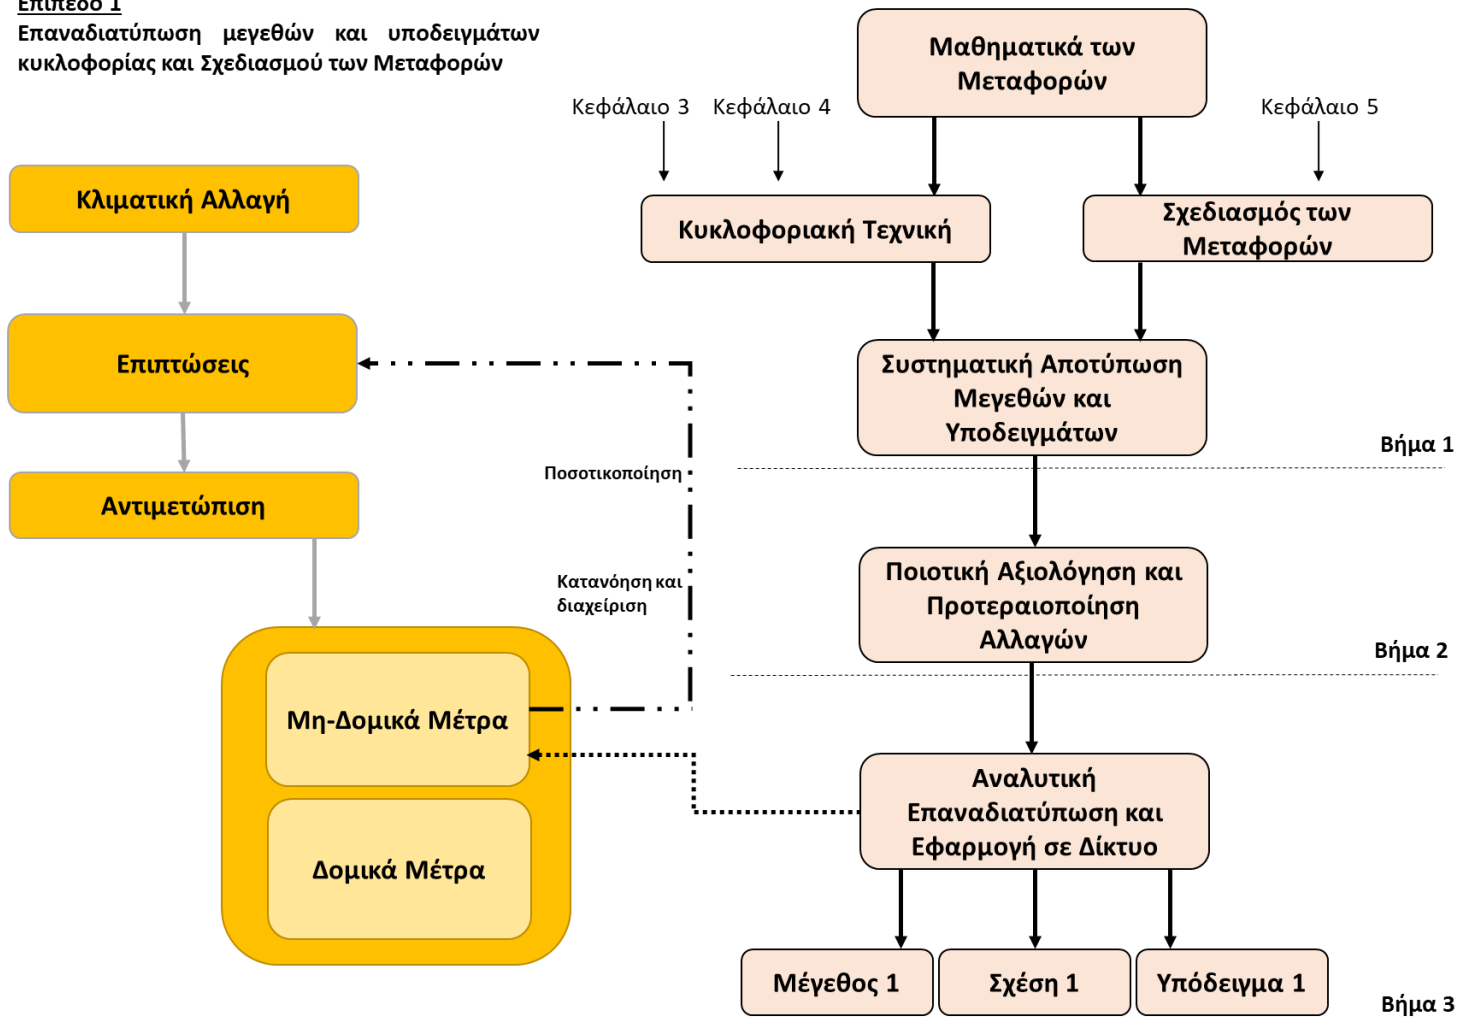 Επίπεδο 1
Επαναδιατύπωση μεγεθών και υποδειγμάτων
κυκλοφορίας και Σχεδιασμού των Μεταφορών
Μαθηματικά των
Μεταφορών
Κεφάλαιο 3
Κεφάλαιο 4
Κεφάλαιο 5
Κλιματική Αλλαγή
Κυκλοφοριακή Τεχνική
Σχεδιασμός των
Μεταφορών
Επιπτώσεις
Συστηματική Αποτύπωση
Μεγεθών και
Υποδειγμάτων
Βήμα 1
Ποσοτικοποίηση
Αντιμετώπιση
Κατανόηση και
διαχείριση
Ποιοτική Αξιολόγηση και
Προτεραιοποίηση
Αλλαγών
Βήμα 2
Μη-Δομικά Μέτρα
Δομικά Μέτρα
Αναλυτική
Επαναδιατύπωση και
Εφαρμογή σε Δίκτυο
Μέγεθος 1
Σχέση 1
Υπόδειγμα 1
Βήμα 3